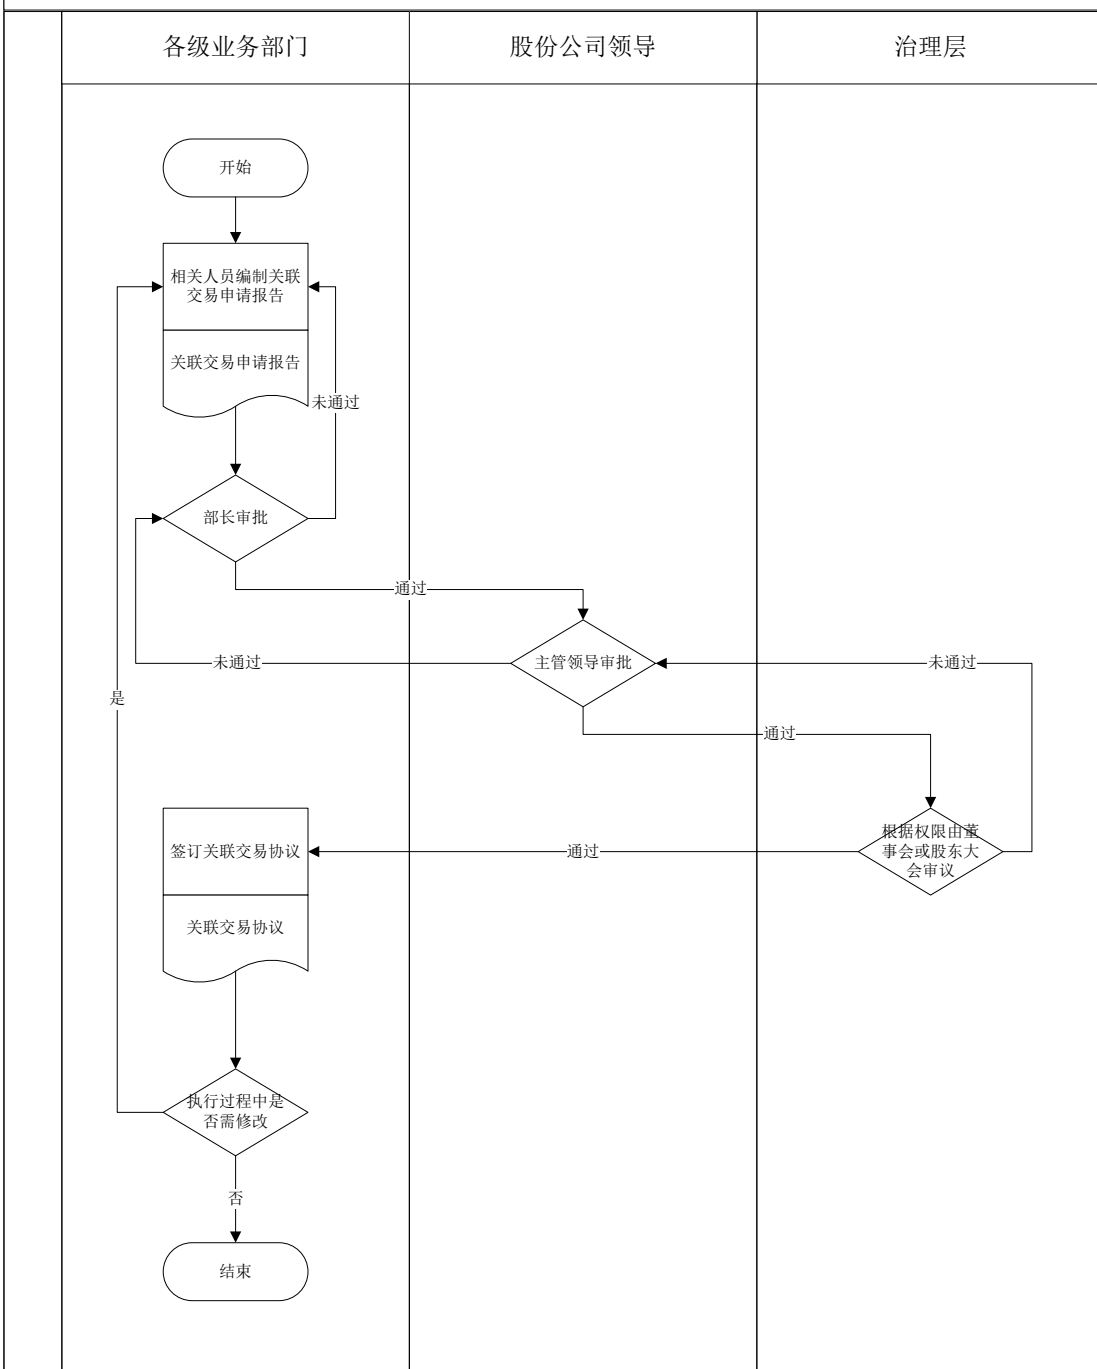 各级业务部门
股份公司领导
治理层
开始
相关人员编制关联
交易申请报告
关联交易申请报告
未通过
部长审批
通过
未通过
主管领导审批
未通过
是
通过
签订关联交易协议
通过
根据权限由董
事会或股东大
会审议
关联交易协议
执行过程中是
否需修改
否
结束